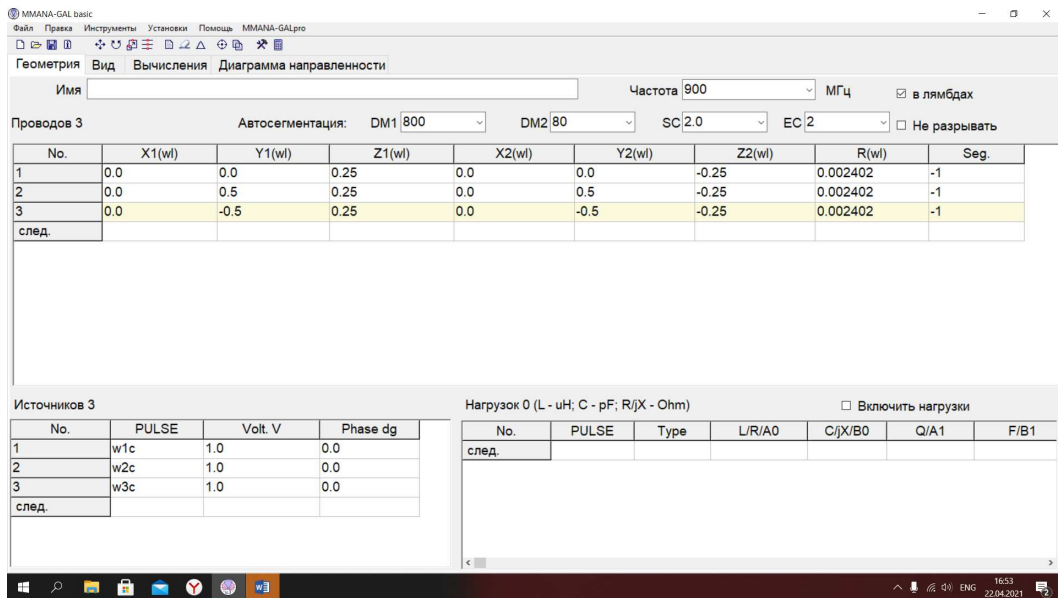 MMANA-GAL basic
Файл Правка Инструменты Установки Помощь MMANA-GALpro
Геометрия Вид Вычисления Диаграмма направленности
Имя Частота 900 МГц в лямбдах
Проводов 3 Автосегментация: DM1 800 DM2 80 SC 2.0 EC 2 Не разрывать
No. X1(wl) Y1(wl) Z1(wl) X2(wl) Y2(wl) Z2(wl) R(wl) Seg.
1 0.0 0.0 0.25 0.0 0.0 -0.25 0.002402 -1
2 0.0 0.5 0.25 0.0 0.5 -0.25 0.002402 -1
3 0.0 -0.5 0.25 0.0 -0.5 -0.25 0.002402 -1
след.
Источников 3 Нагрузок 0 (L - uH; C - pF; R/jX - Ohm) Включить нагрузки
No. PULSE Volt. V Phase dg No. PULSE Type L/R/A0 C/jX/B0 Q/A1 F/B1
1 w1c 1.0 0.0 след.
2 w2c 1.0 0.0
3 w3c 1.0 0.0
след.
ENG 16:53
22.04.2021